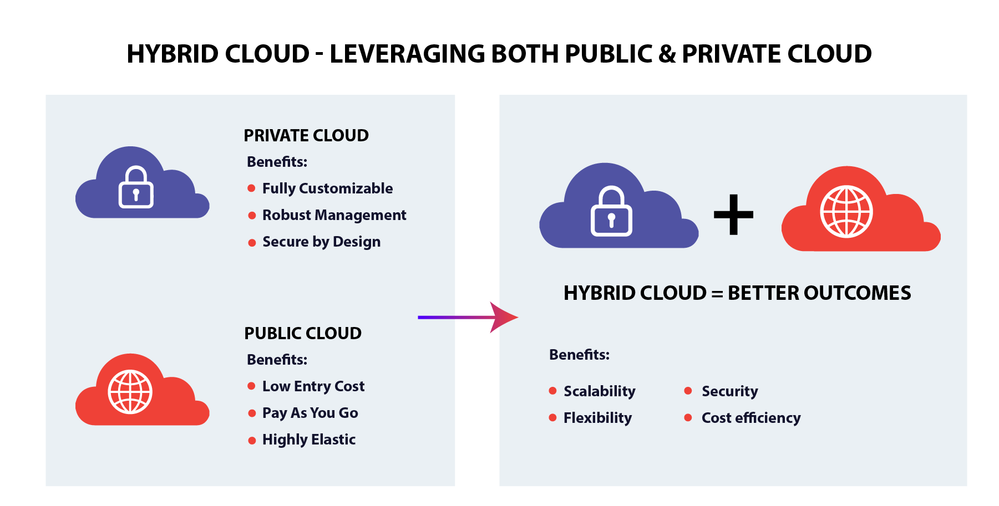 HYBRID CLOUD - LEVERAGING BOTH PUBLIC & PRIVATE CLOUD
PRIVATE CLOUD
Benefits:
Fully Customizable
Robust Management
Secure by Design
PUBLIC CLOUD
Benefits:
Low Entry Cost
Pay As You Go
Highly Elastic
+
HYBRID CLOUD = BETTER OUTCOMES
Benefits:
Scalability
Flexibility
Security
Cost efficiency